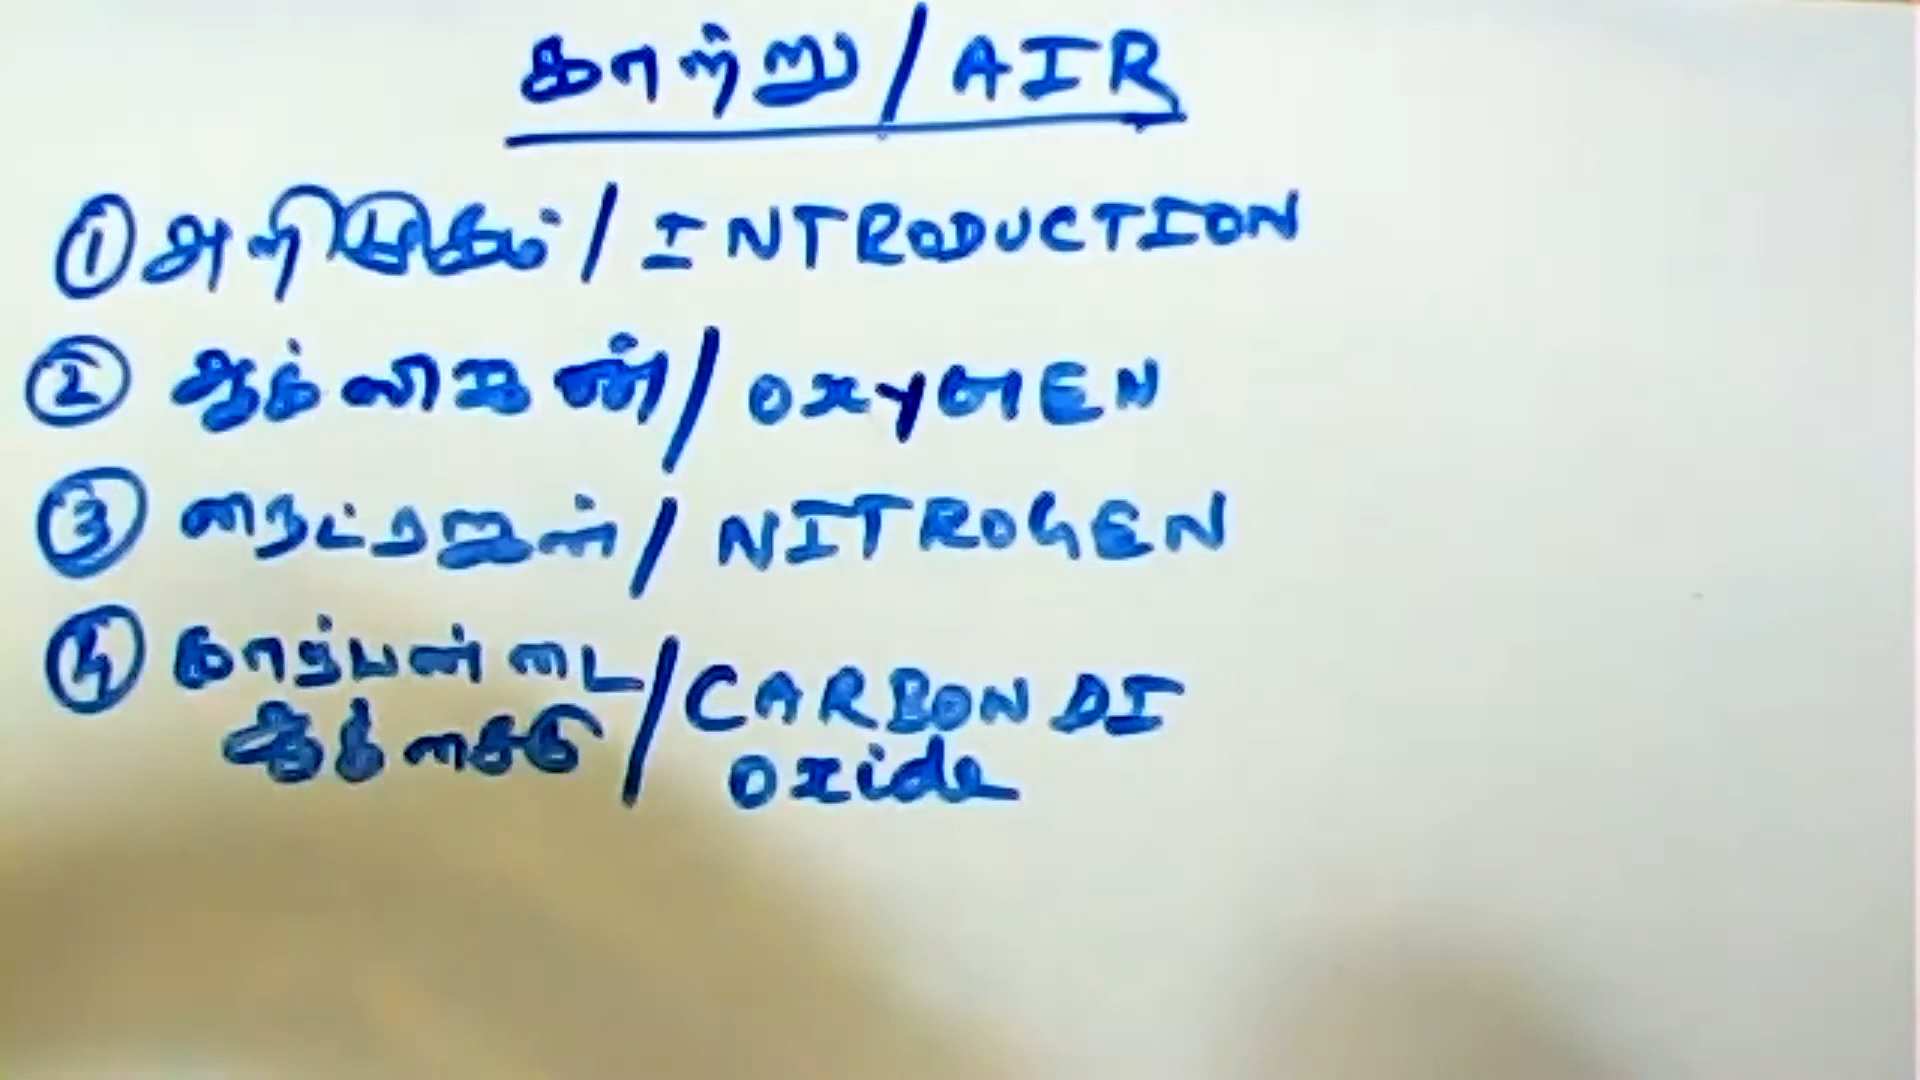 காற்று / AIR
① அறிமுகம் / INTRODUCTION
② ஆக்ஸிஜன் / OXYGEN
③ நைட்ரஜன் / NITROGEN
④ கார்பன் டை / CARBON DI
ஆக்சைடு / oxide